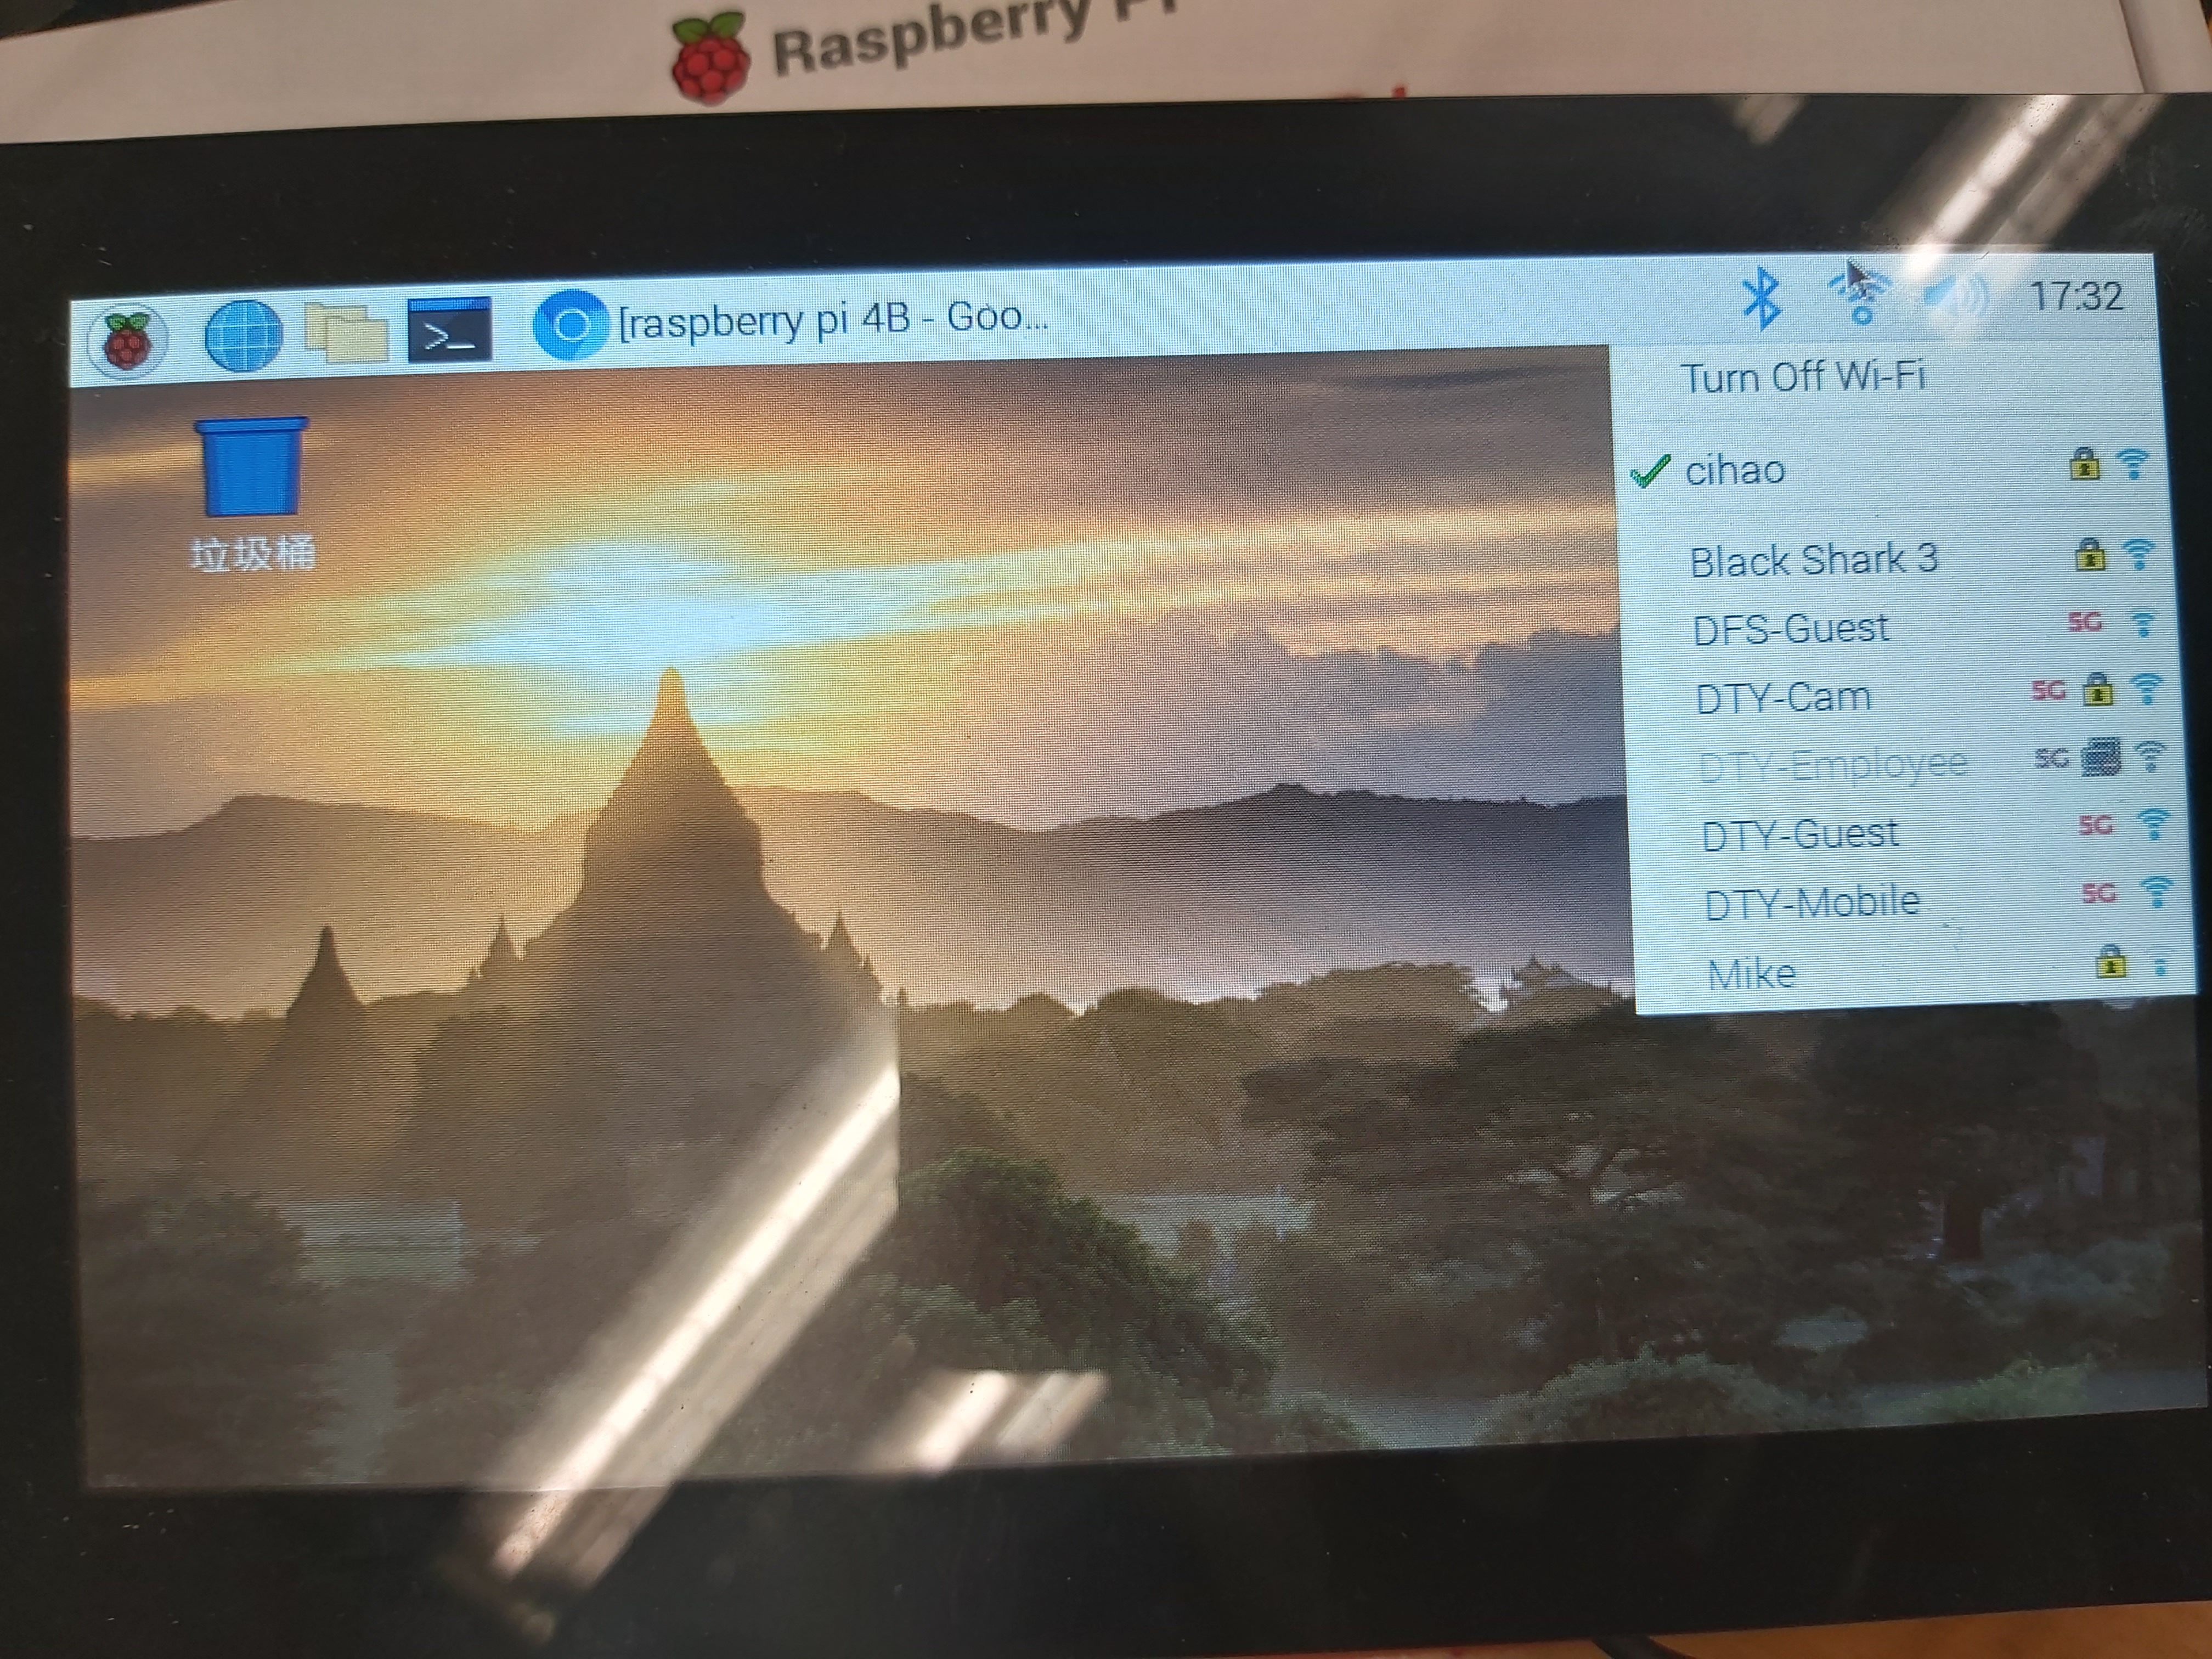 Raspberry Pi
[raspberry pi 4B - Goo...
17:32
Turn Off Wi-Fi
垃圾桶
cihao
Black Shark 3
DFS-Guest 5G
DTY-Cam 5G
DTY-Employee 5G
DTY-Guest 5G
DTY-Mobile 5G
Mike